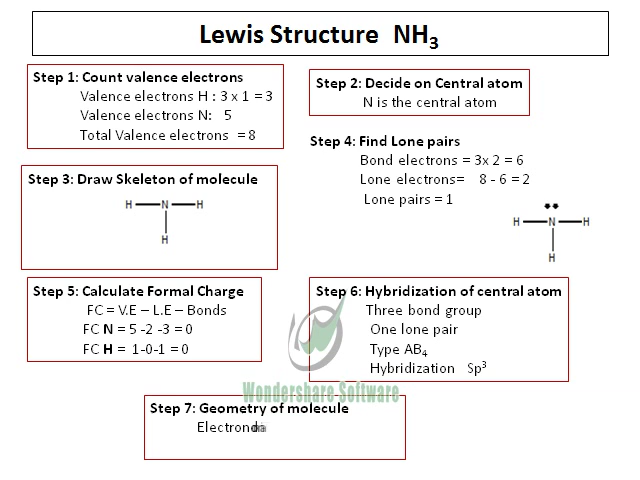 Lewis Structure NH3
Step 1: Count valence electrons
Valence electrons H : 3 x 1 = 3
Valence electrons N: 5
Total Valence electrons = 8
Step 2: Decide on Central atom
N is the central atom
Step 3: Draw Skeleton of molecule
H N H
H
Step 4: Find Lone pairs
Bond electrons = 3x 2 = 6
Lone electrons= 8 - 6 = 2
Lone pairs = 1
H N H
H
Step 5: Calculate Formal Charge
FC = V.E – L.E – Bonds
FC N = 5 -2 -3 = 0
FC H = 1-0-1 = 0
Step 6: Hybridization of central atom
Three bond group
One lone pair
Type AB4
Hybridization Sp3
Wondershare Software
Step 7: Geometry of molecule
Electron